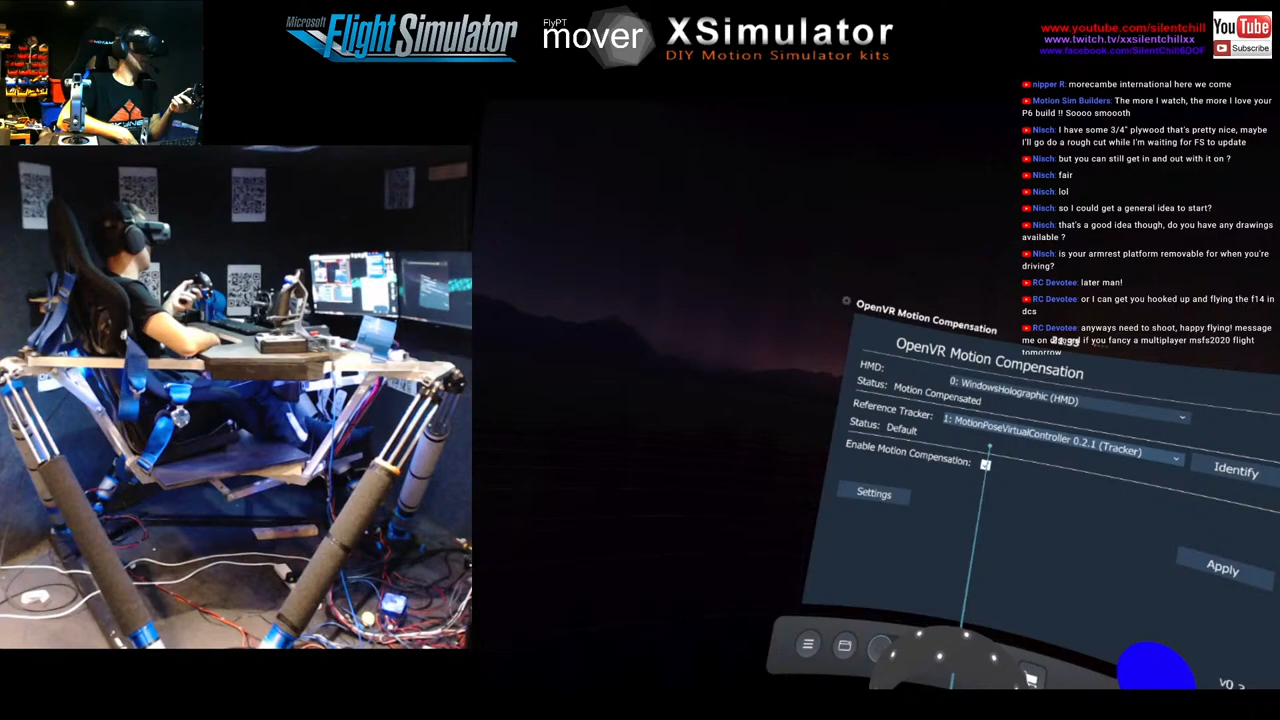 Microsoft
Flight Simulator
FlyPT
mover
XSimulator
DIY Motion Simulator kits
www.youtube.com/silentchill
www.twitch.tv/xxsilentchillxx
www.facebook.com/SilentChill6DOF
YouTube
Subscribe
nipper R: morecambe international here we come
Motion Sim Builders: The more I watch, the more I love your
P6 build !! Soooo smoooth
Nisch: I have some 3/4" plywood that's pretty nice, maybe
I'll go do a rough cut while I'm waiting for FS to update
Nisch: but you can still get in and out with it on ?
Nisch: fair
Nisch: lol
Nisch: so I could get a general idea to start?
Nisch: that's a good idea though, do you have any drawings
available ?
Nisch: is your armrest platform removable for when you're
driving?
RC Devotee: later man!
RC Devotee: or I can get you hooked up and flying the f14 in
dcs
RC Devotee: anyways need to shoot, happy flying! message
me on if you fancy a multiplayer msfs2020 flight
tomorrow
OpenVR Motion Compensation
OpenVR Motion Compensation
HMD: 0: WindowsHolographic (HMD)
Status: Motion Compensated
Reference Tracker: 1: MotionPoseVirtualController 0.2.1 (Tracker)
Status: Default
Identify
Enable Motion Compensation:
Settings
Apply